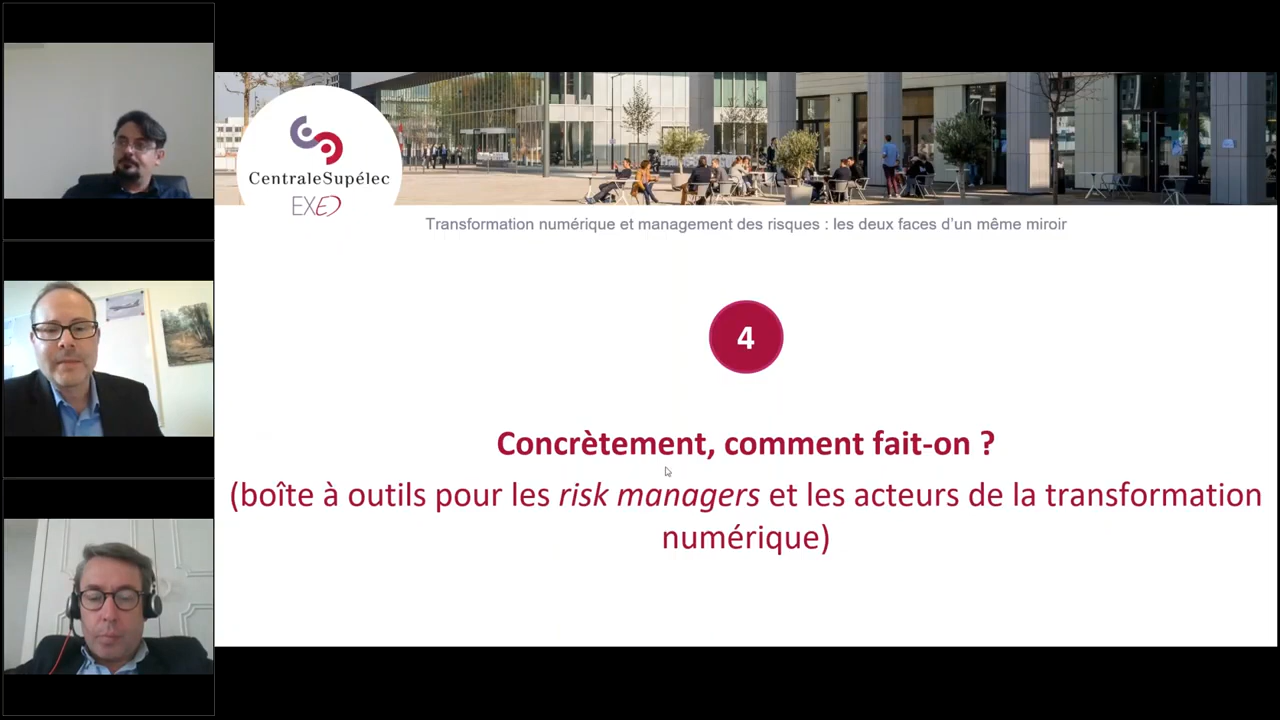 CentraleSupélec
EXED
Transformation numérique et management des risques : les deux faces d'un même miroir
4
Concrètement, comment fait-on ?
(boîte à outils pour les risk managers et les acteurs de la transformation
numérique)